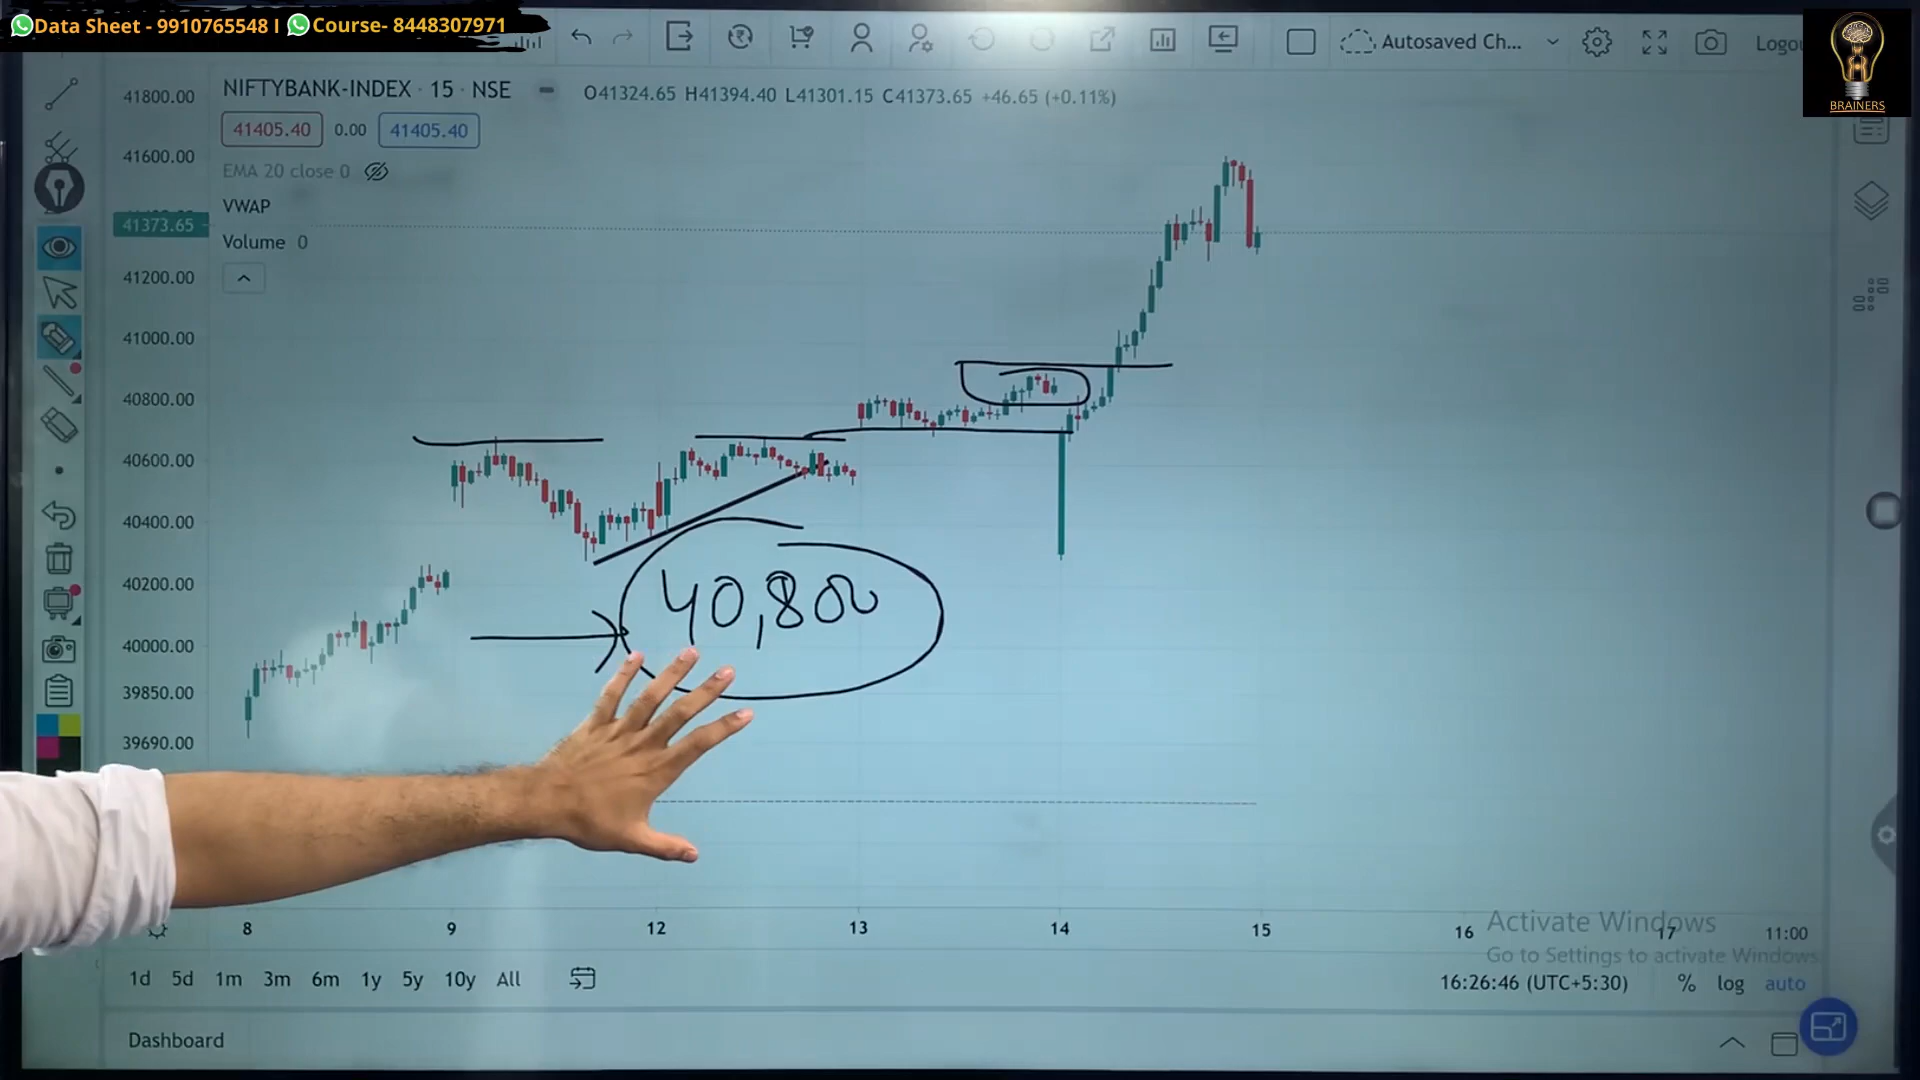 Data Sheet - 9910765548 I Course- 8448307971
Autosaved Ch...
BRAINERS
NIFTYBANK-INDEX · 15 · NSE
O41324.65 H41394.40 L41301.15 C41373.65 +46.65 (+0.11%)
41405.40 0.00 41405.40
EMA 20 close 0
VWAP
Volume 0
41800.00
41600.00
41373.65
41200.00
41000.00
40800.00
40600.00
40400.00
40200.00
40000.00
39850.00
39690.00
40,800
8 9 12 13 14 15 16 17 11:00
Activate Windows
Go to Settings to activate Windows
1d 5d 1m 3m 6m 1y 5y 10y All
16:26:46 (UTC+5:30) % log auto
Dashboard